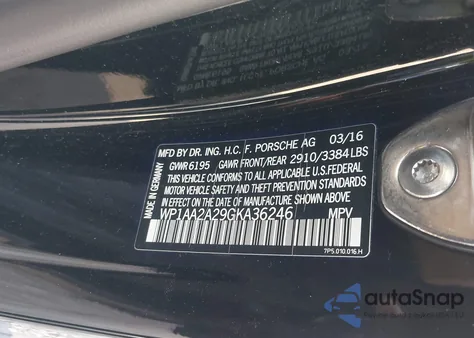 MFD BY DR. ING. H.C. F. PORSCHE AG 03/16
GWWR 6195 GAWR FRONT/REAR 2910/3384 LBS
THIS VEHICLE CONFORMS TO ALL APPLICABLE U.S. FEDERAL
MOTOR VEHICLE SAFETY AND THEFT PREVENTION STANDARDS
IN EFFECT ON THE DATE OF MANUFACTURE SHOWN ABOVE
WP1AA2A29GKA36246 MPV
7P5.010.016.H
MADE IN GERMANY
autoSnap